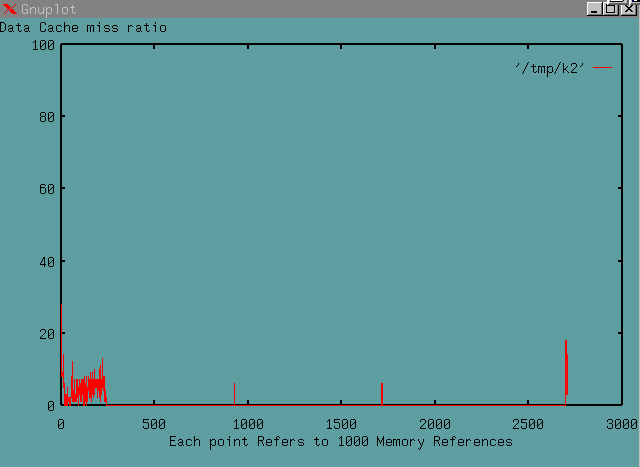 Gnuplot
Data Cache miss ratio
100
'/tmp/k2'
80
60
40
20
0
0 500 1000 1500 2000 2500 3000
Each point Refers to 1000 Memory References